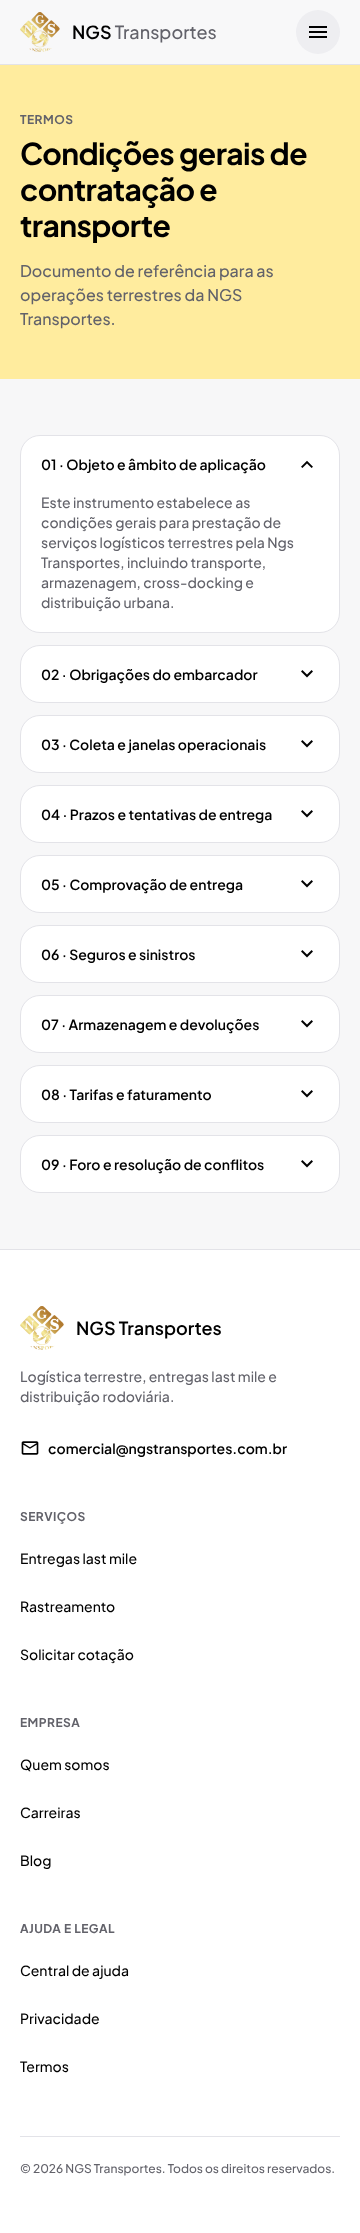 NGS Transportes
TERMOS
Condições gerais de
contratação e
transporte
Documento de referência para as
operações terrestres da NGS
Transportes.
01 · Objeto e âmbito de aplicação
Este instrumento estabelece as
condições gerais para prestação de
serviços logísticos terrestres pela Ngs
Transportes, incluindo transporte,
armazenagem, cross-docking e
distribuição urbana.
02 · Obrigações do embarcador
03 · Coleta e janelas operacionais
04 · Prazos e tentativas de entrega
05 · Comprovação de entrega
06 · Seguros e sinistros
07 · Armazenagem e devoluções
08 · Tarifas e faturamento
09 · Foro e resolução de conflitos
NGS Transportes
Logística terrestre, entregas last mile e
distribuição rodoviária.
comercial@ngstransportes.com.br
SERVIÇOS
Entregas last mile
Rastreamento
Solicitar cotação
EMPRESA
Quem somos
Carreiras
Blog
AJUDA E LEGAL
Central de ajuda
Privacidade
Termos
© 2026 NGS Transportes. Todos os direitos reservados.